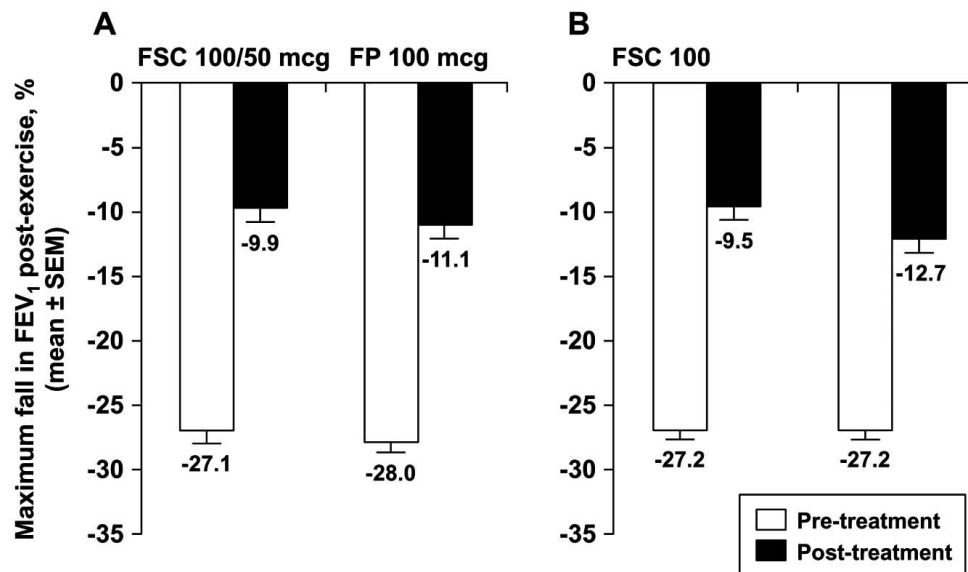 A
B
FSC 100/50 mcg
FP 100 mcg
FSC 100
Maximum fall in FEV₁ post-exercise, %
(mean ± SEM)
0
-5
-10
-15
-20
-25
-30
-35
-27.1
-9.9
-28.0
-11.1
0
-5
-10
-15
-20
-25
-30
-35
-27.2
-9.5
-27.2
-12.7
Pre-treatment
Post-treatment